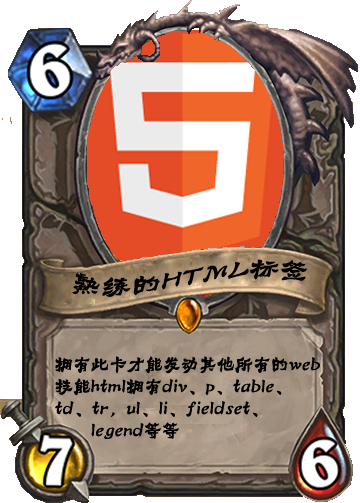 6
5
熟练的HTML标签
拥有此卡才能发动其他所有的web
技能html拥有div、p、table、
td、tr，ul、li、fieldset、
legend等等
7
6